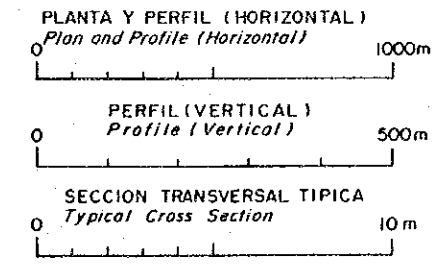 PLANTA Y PERFIL (HORIZONTAL)
Plan and Profile (Horizontal)
0 1000m
PERFIL (VERTICAL)
Profile (Vertical)
0 500m
SECCION TRANSVERSAL TIPICA
Typical Cross Section
0 10 m